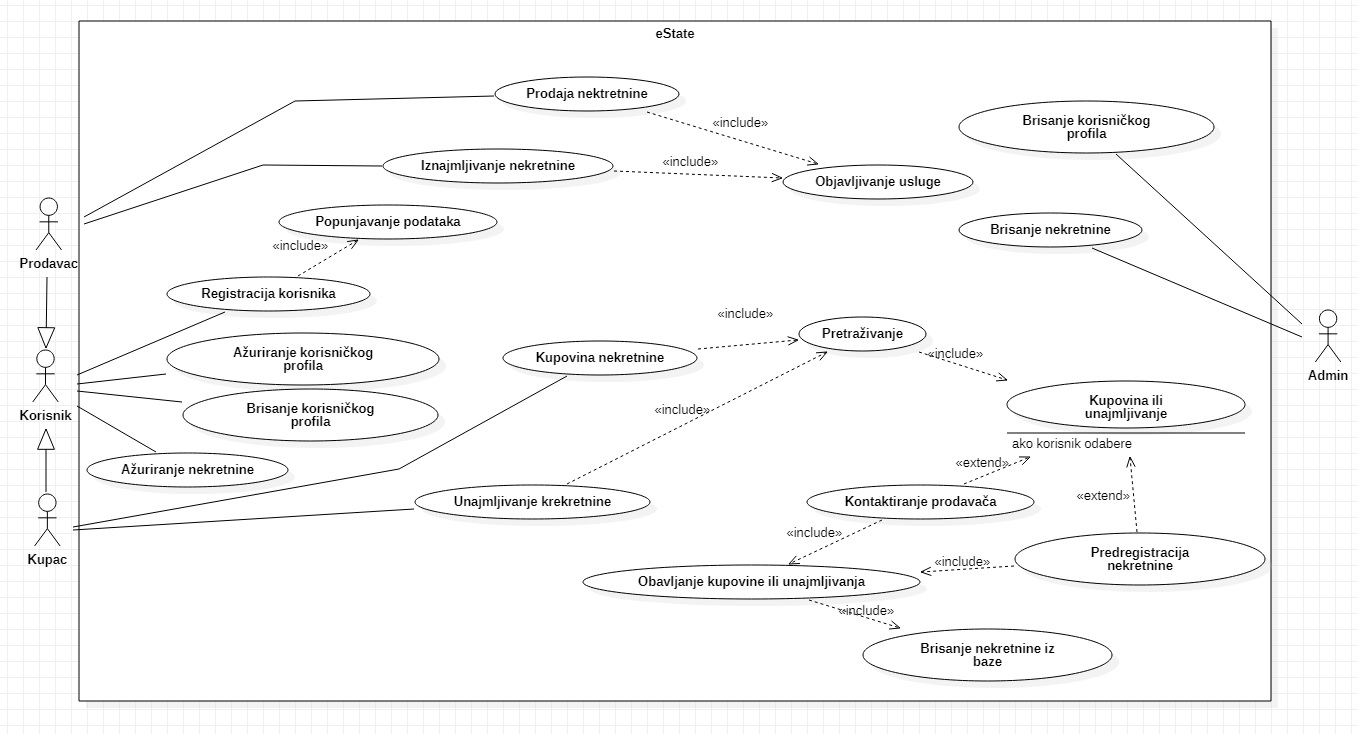 eState
Prodaja nektretnine
«include»
Brisanje korisničkog
profila
Iznajmljivanje nekretnine
«include»
Objavljivanje usluge
Popunjavanje podataka
«include»
Brisanje nekretnine
Prodavac
Registracija korisnika
«include»
Pretraživanje
Ažuriranje korisničkog
profila
Kupovina nekretnine
«include»
Admin
Korisnik
Brisanje korisničkog
profila
«include»
Kupovina ili
unajmljivanje
ako korisnik odabere
Ažuriranje nekretnine
«extend»
«extend»
Unajmljivanje krekretnine
Kontaktiranje prodavača
Kupac
«include»
Predregistracija
nekretnine
«include»
Obavljanje kupovine ili unajmljivanja
«include»
Brisanje nekretnine iz
baze